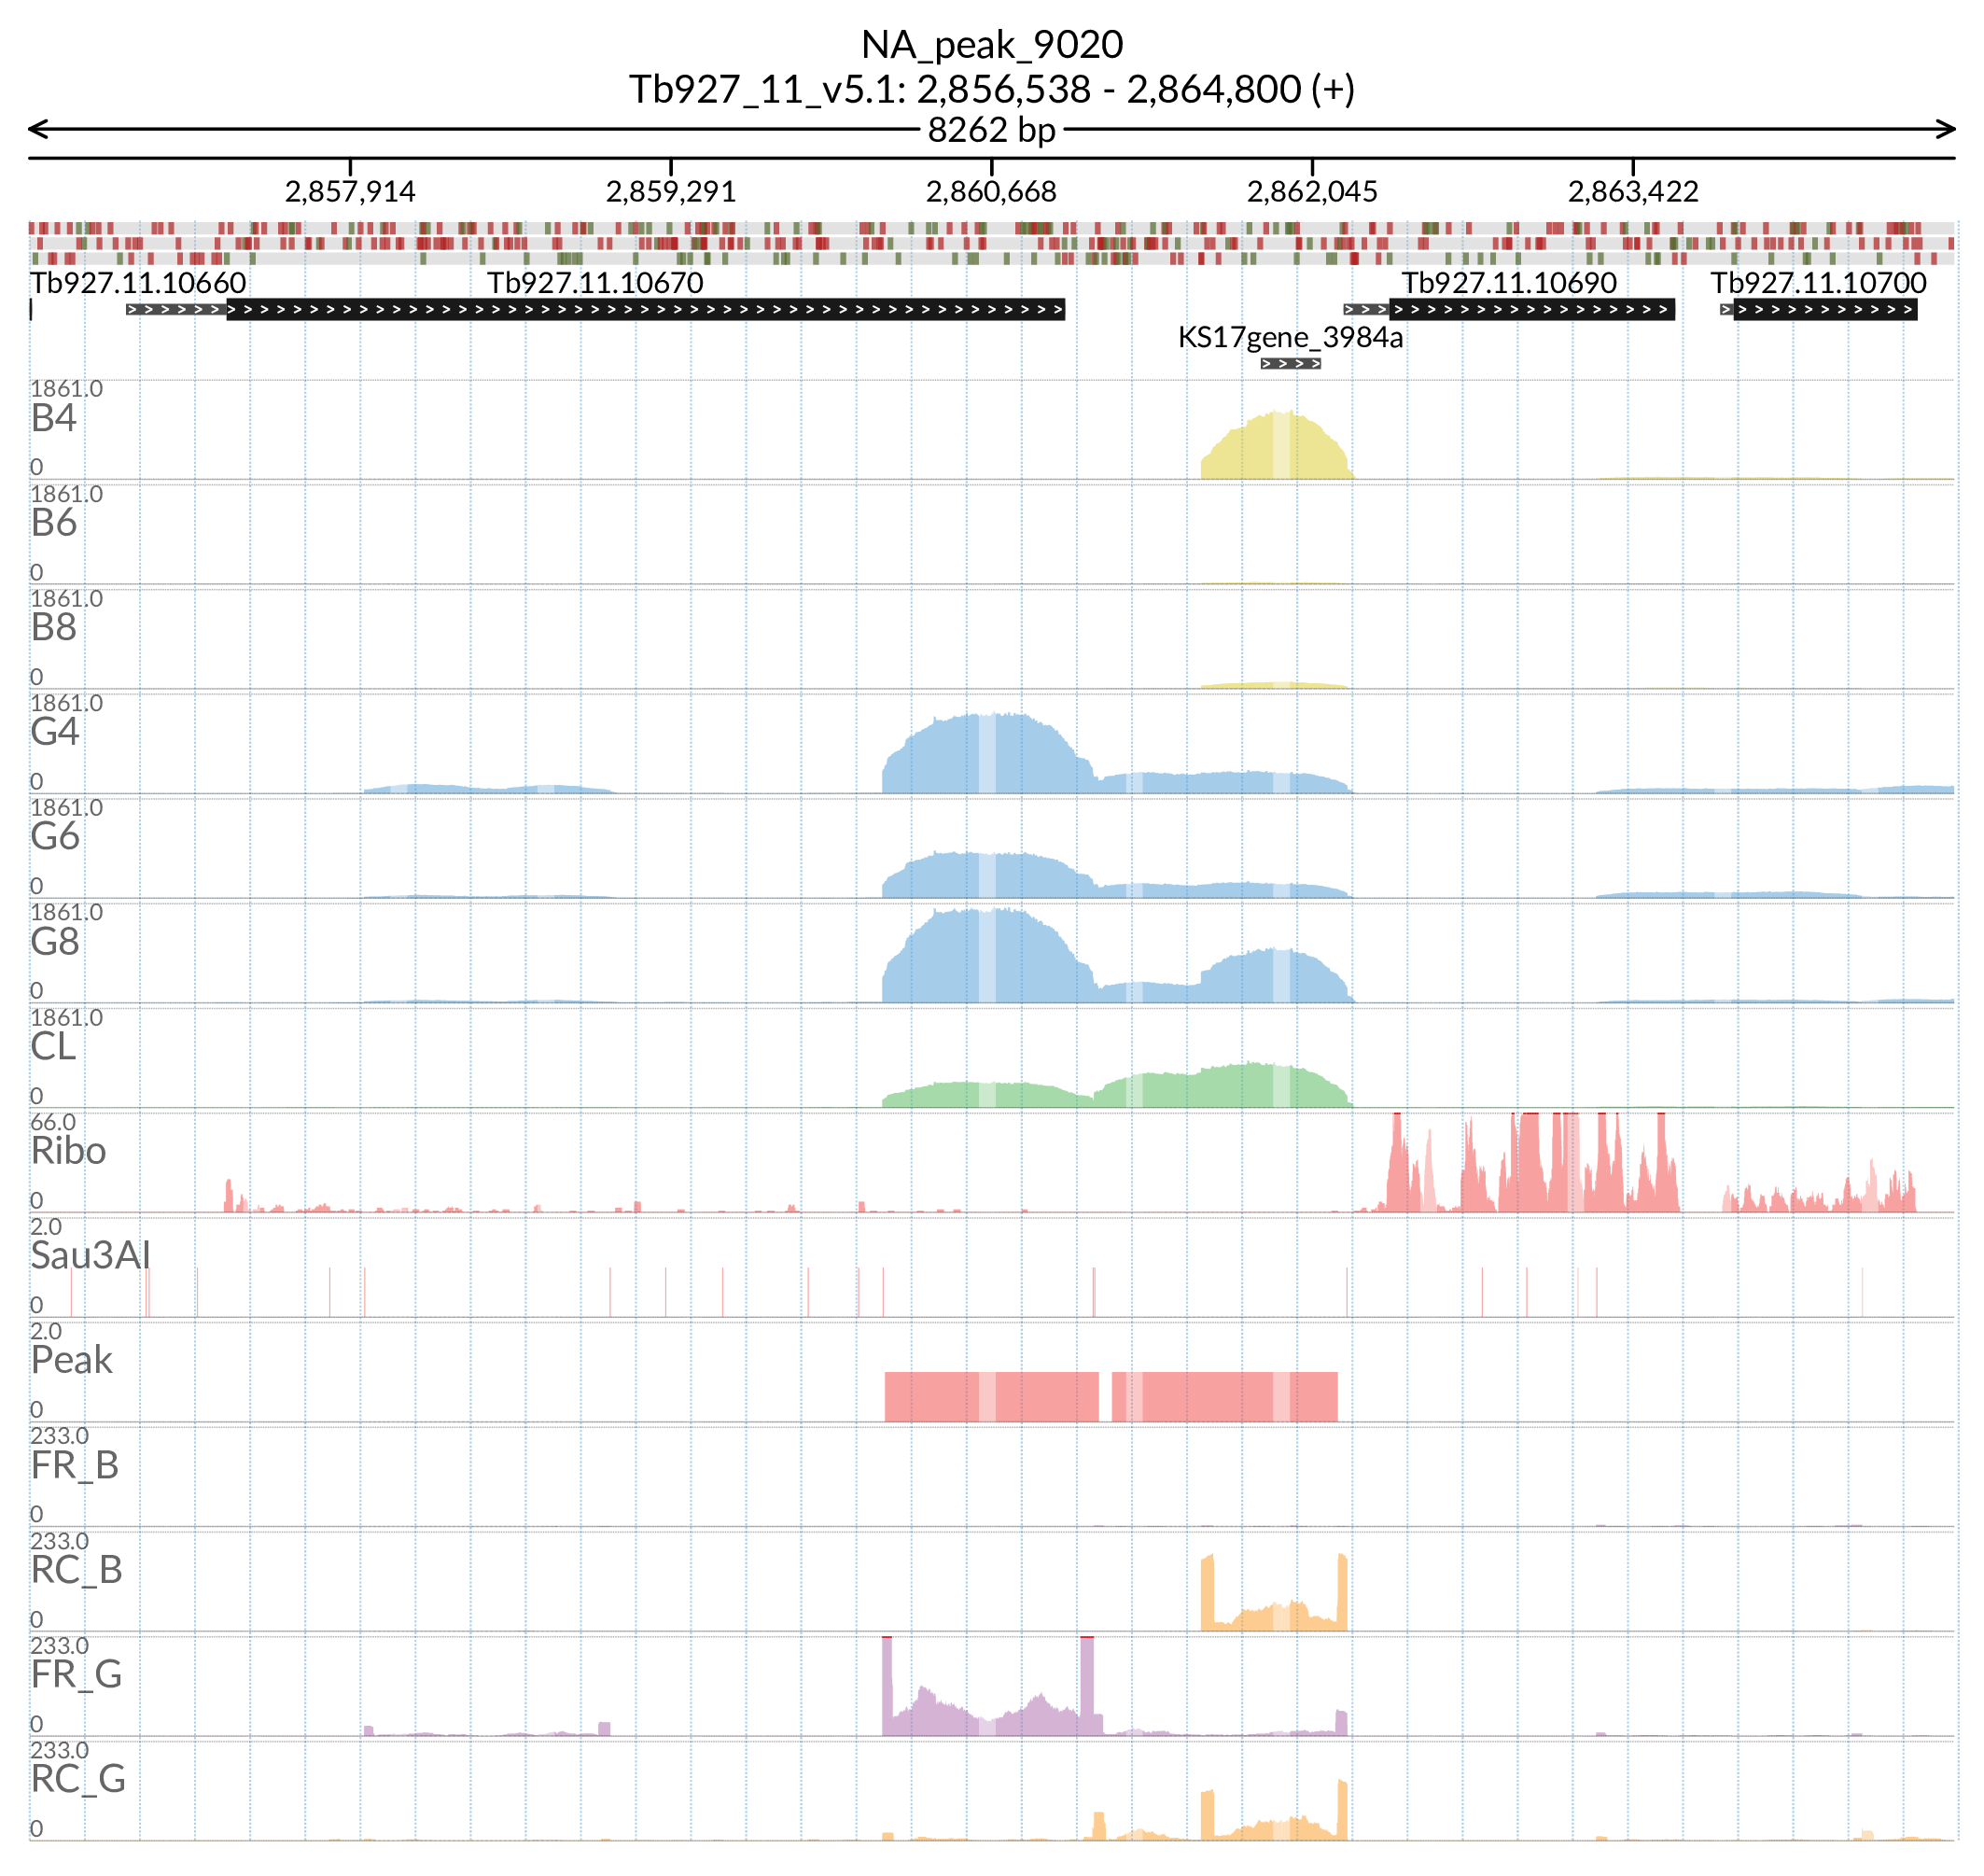 NA_peak_9020
Tb927_11_v5.1: 2,856,538 - 2,864,800 (+)
8262 bp
2,857,914 2,859,291 2,860,668 2,862,045 2,863,422
Tb927.11.10660 Tb927.11.10670 Tb927.11.10690 Tb927.11.10700
KS17gene_3984a
1861.0
B4
0
1861.0
B6
0
1861.0
B8
0
1861.0
G4
0
1861.0
G6
0
1861.0
G8
0
1861.0
CL
0
66.0
Ribo
0
2.0
Sau3AI
0
2.0
Peak
0
233.0
FR_B
0
233.0
RC_B
0
233.0
FR_G
0
233.0
RC_G
0